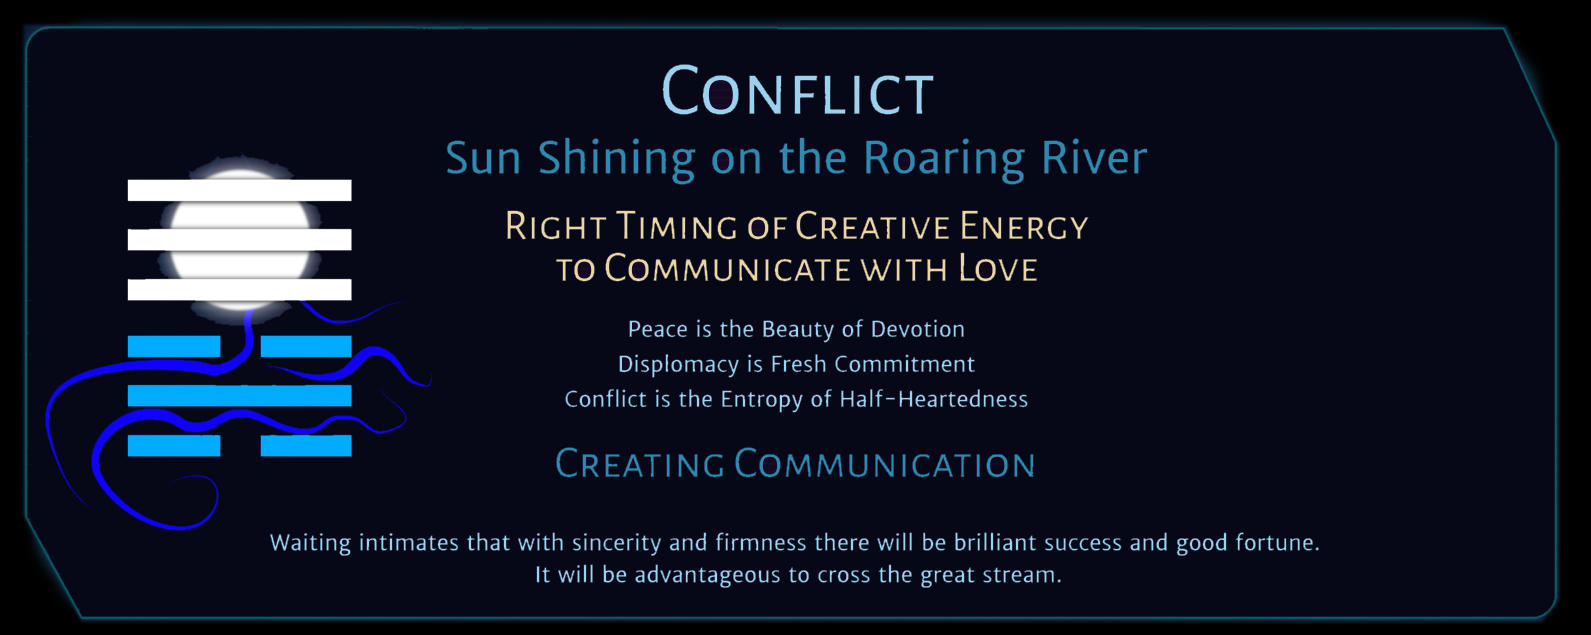 Conflict
Sun Shining on the Roaring River
Right Timing of Creative Energy
to Communicate with Love
Peace is the Beauty of Devotion
Displomacy is Fresh Commitment
Conflict is the Entropy of Half-Heartedness
Creating Communication
Waiting intimates that with sincerity and firmness there will be brilliant success and good fortune.
It will be advantageous to cross the great stream.